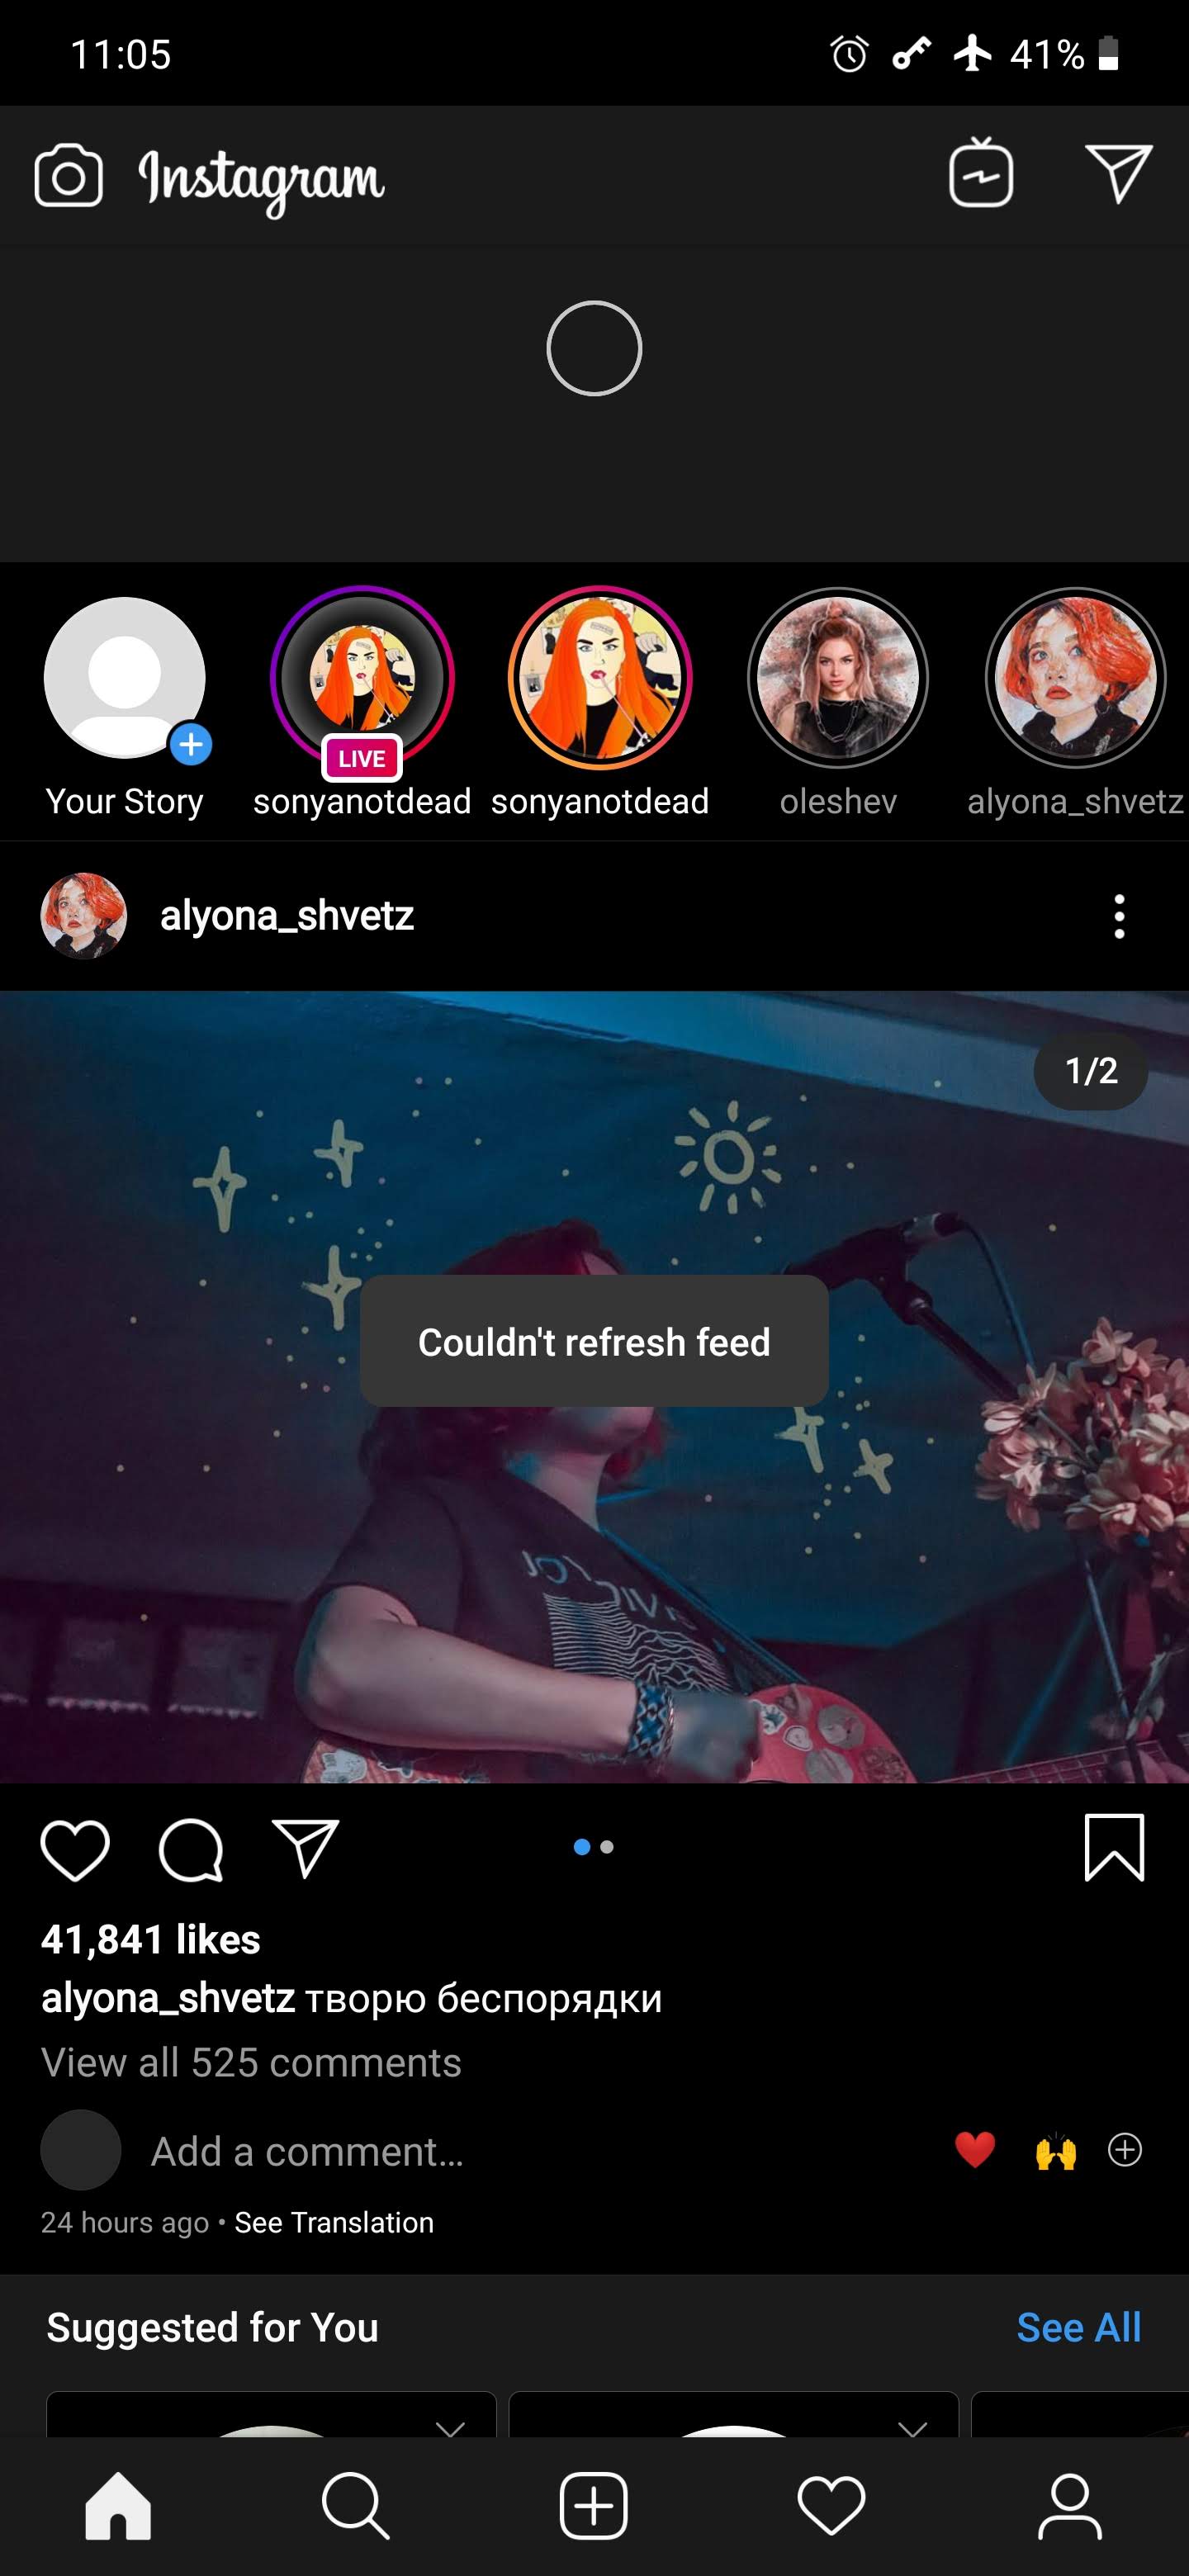 11:05
41%
Instagram
LIVE
Your Story
sonyanotdead
sonyanotdead
oleshev
alyona_shvetz
alyona_shvetz
1/2
Couldn't refresh feed
41,841 likes
alyona_shvetz творю беспорядки
View all 525 comments
Add a comment...
24 hours ago • See Translation
Suggested for You
See All